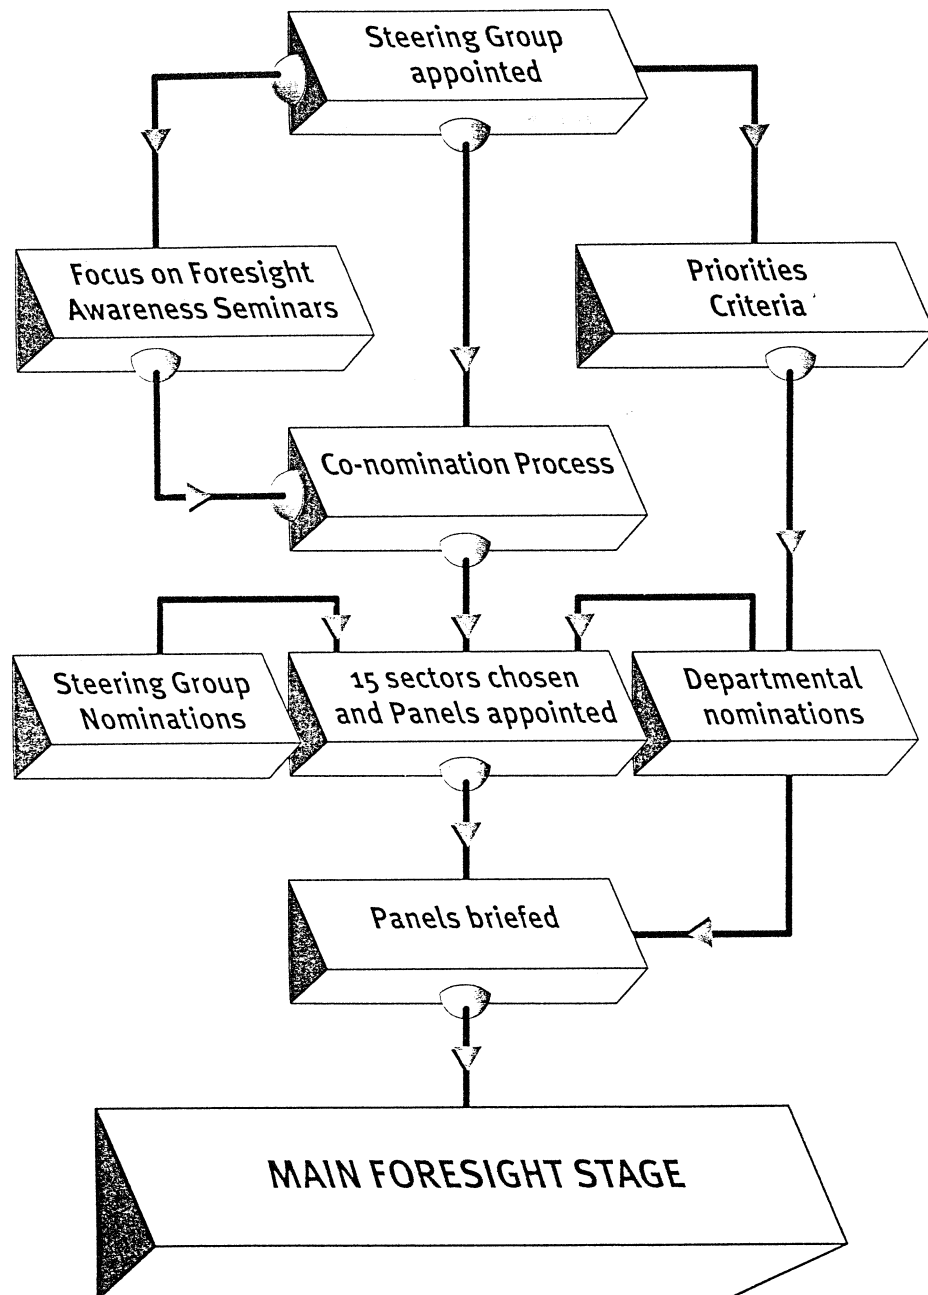 Steering Group
appointed
Focus on Foresight
Awareness Seminars
Priorities
Criteria
Co-nomination Process
Steering Group
Nominations
15 sectors chosen
and Panels appointed
Departmental
nominations
Panels briefed
MAIN FORESIGHT STAGE